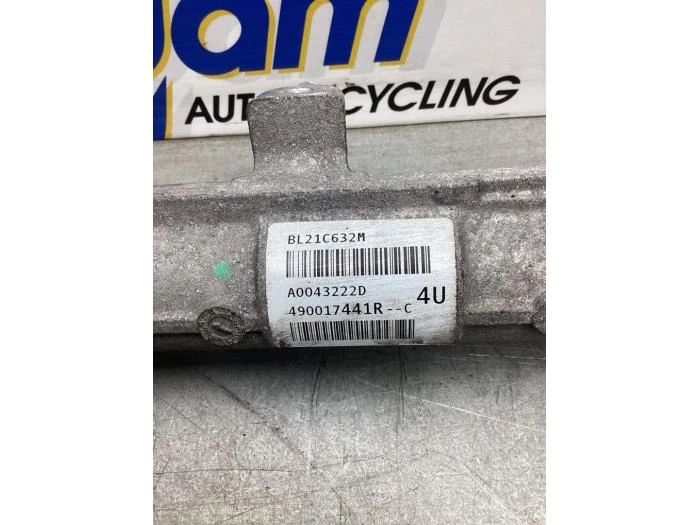 AUTO CYCLING
BL21C632M
A0043222D
490017441R--C
4U